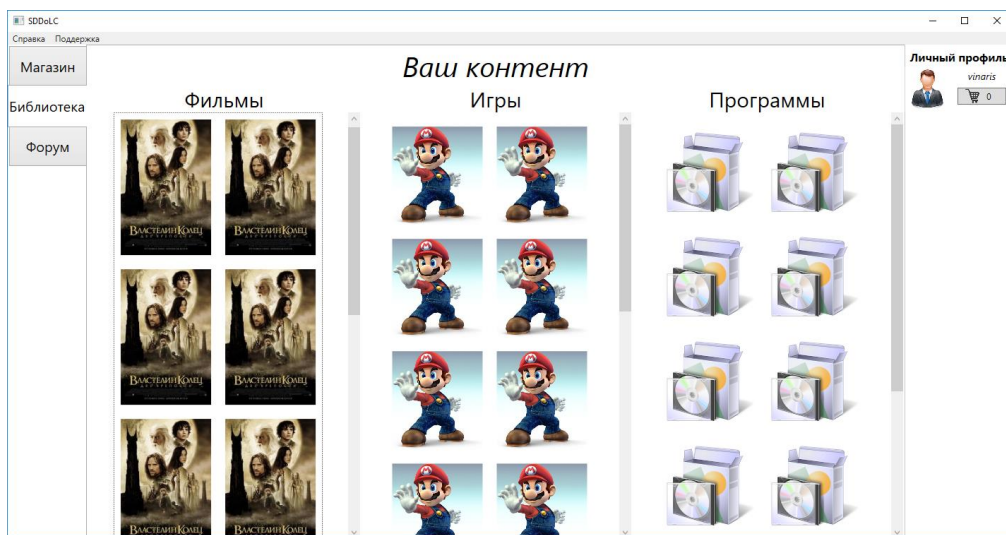 SDDoLC
Справка Поддержка
Магазин
Библиотека
Форум
Ваш контент
Фильмы
ВЛАСТЕЛИН КОЛЕЦ
ВЛАСТЕЛИН КОЛЕЦ
ВЛАСТЕЛИН КОЛЕЦ
ВЛАСТЕЛИН КОЛЕЦ
ВЛАСТЕЛИН КОЛЕЦ
ВЛАСТЕЛИН КОЛЕЦ
Игры
Программы
Личный профиль
vinaris
0